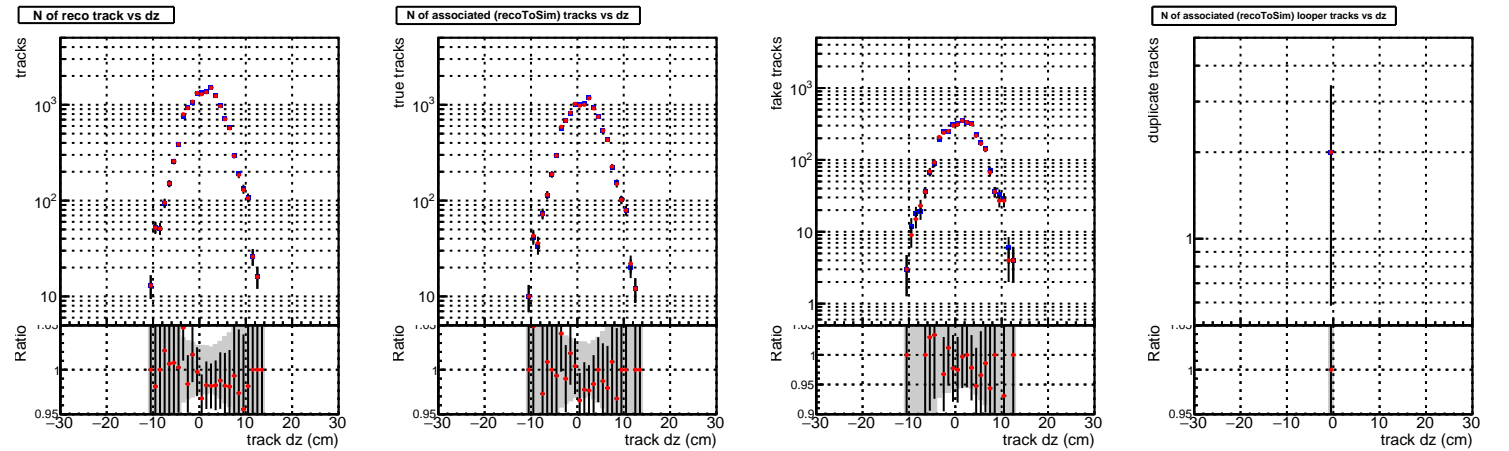 N of reco track vs dz
tracks
10³
10²
10
Ratio
1
0.95
−30 −20 −10 0 10 20 30
track dz (cm)
N of associated (recoToSim) tracks vs dz
true tracks
10³
10²
10
Ratio
1
0.95
−30 −20 −10 0 10 20 30
track dz (cm)
fake tracks
10³
10²
10
1
Ratio
1
0.95
0.9
−30 −20 −10 0 10 20 30
track dz (cm)
N of associated (recoToSim) looper tracks vs dz
duplicate tracks
1
Ratio
1
0.95
−30 −20 −10 0 10 20 30
track dz (cm)